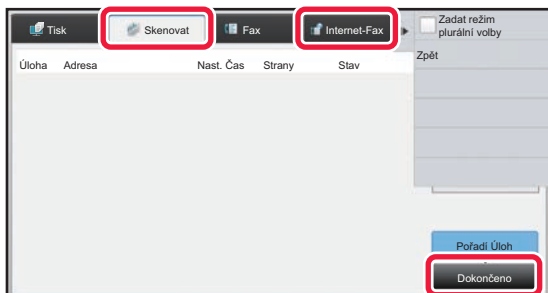 Tisk
Skenovat
Fax
Internet-Fax
Zadat režim
plurální volby
Zpět
Úloha Adresa Nast. Čas Strany Stav
Pořadí Úloh
Dokončeno